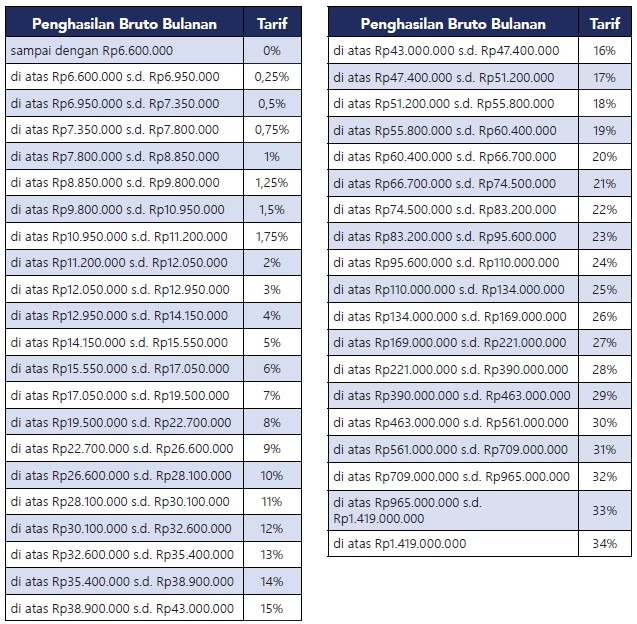 Penghasilan Bruto Bulanan Tarif
sampai dengan Rp6.600.000 0%
di atas Rp6.600.000 s.d. Rp6.950.000 0,25%
di atas Rp6.950.000 s.d. Rp7.350.000 0,5%
di atas Rp7.350.000 s.d. Rp7.800.000 0,75%
di atas Rp7.800.000 s.d. Rp8.850.000 1%
di atas Rp8.850.000 s.d. Rp9.800.000 1,25%
di atas Rp9.800.000 s.d. Rp10.950.000 1,5%
di atas Rp10.950.000 s.d. Rp11.200.000 1,75%
di atas Rp11.200.000 s.d. Rp12.050.000 2%
di atas Rp12.050.000 s.d. Rp12.950.000 3%
di atas Rp12.950.000 s.d. Rp14.150.000 4%
di atas Rp14.150.000 s.d. Rp15.550.000 5%
di atas Rp15.550.000 s.d. Rp17.050.000 6%
di atas Rp17.050.000 s.d. Rp19.500.000 7%
di atas Rp19.500.000 s.d. Rp22.700.000 8%
di atas Rp22.700.000 s.d. Rp26.600.000 9%
di atas Rp26.600.000 s.d. Rp28.100.000 10%
di atas Rp28.100.000 s.d. Rp30.100.000 11%
di atas Rp30.100.000 s.d. Rp32.600.000 12%
di atas Rp32.600.000 s.d. Rp35.400.000 13%
di atas Rp35.400.000 s.d. Rp38.900.000 14%
di atas Rp38.900.000 s.d. Rp43.000.000 15%
Penghasilan Bruto Bulanan Tarif
di atas Rp43.000.000 s.d. Rp47.400.000 16%
di atas Rp47.400.000 s.d. Rp51.200.000 17%
di atas Rp51.200.000 s.d. Rp55.800.000 18%
di atas Rp55.800.000 s.d. Rp60.400.000 19%
di atas Rp60.400.000 s.d. Rp66.700.000 20%
di atas Rp66.700.000 s.d. Rp74.500.000 21%
di atas Rp74.500.000 s.d. Rp83.200.000 22%
di atas Rp83.200.000 s.d. Rp95.600.000 23%
di atas Rp95.600.000 s.d. Rp110.000.000 24%
di atas Rp110.000.000 s.d. Rp134.000.000 25%
di atas Rp134.000.000 s.d. Rp169.000.000 26%
di atas Rp169.000.000 s.d. Rp221.000.000 27%
di atas Rp221.000.000 s.d. Rp390.000.000 28%
di atas Rp390.000.000 s.d. Rp463.000.000 29%
di atas Rp463.000.000 s.d. Rp561.000.000 30%
di atas Rp561.000.000 s.d. Rp709.000.000 31%
di atas Rp709.000.000 s.d. Rp965.000.000 32%
di atas Rp965.000.000 s.d.
Rp1.419.000.000 33%
di atas Rp1.419.000.000 34%